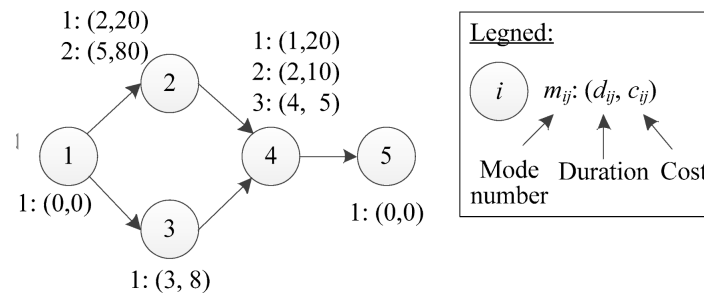 1: (2,20)
2: (5,80)
2
1: (1,20)
2: (2,10)
3: (4, 5)
1
4
5
1: (0,0)
1: (0,0)
3
1: (3, 8)
Legned:
i
mij: (dij, cij)
Mode number
Duration
Cost